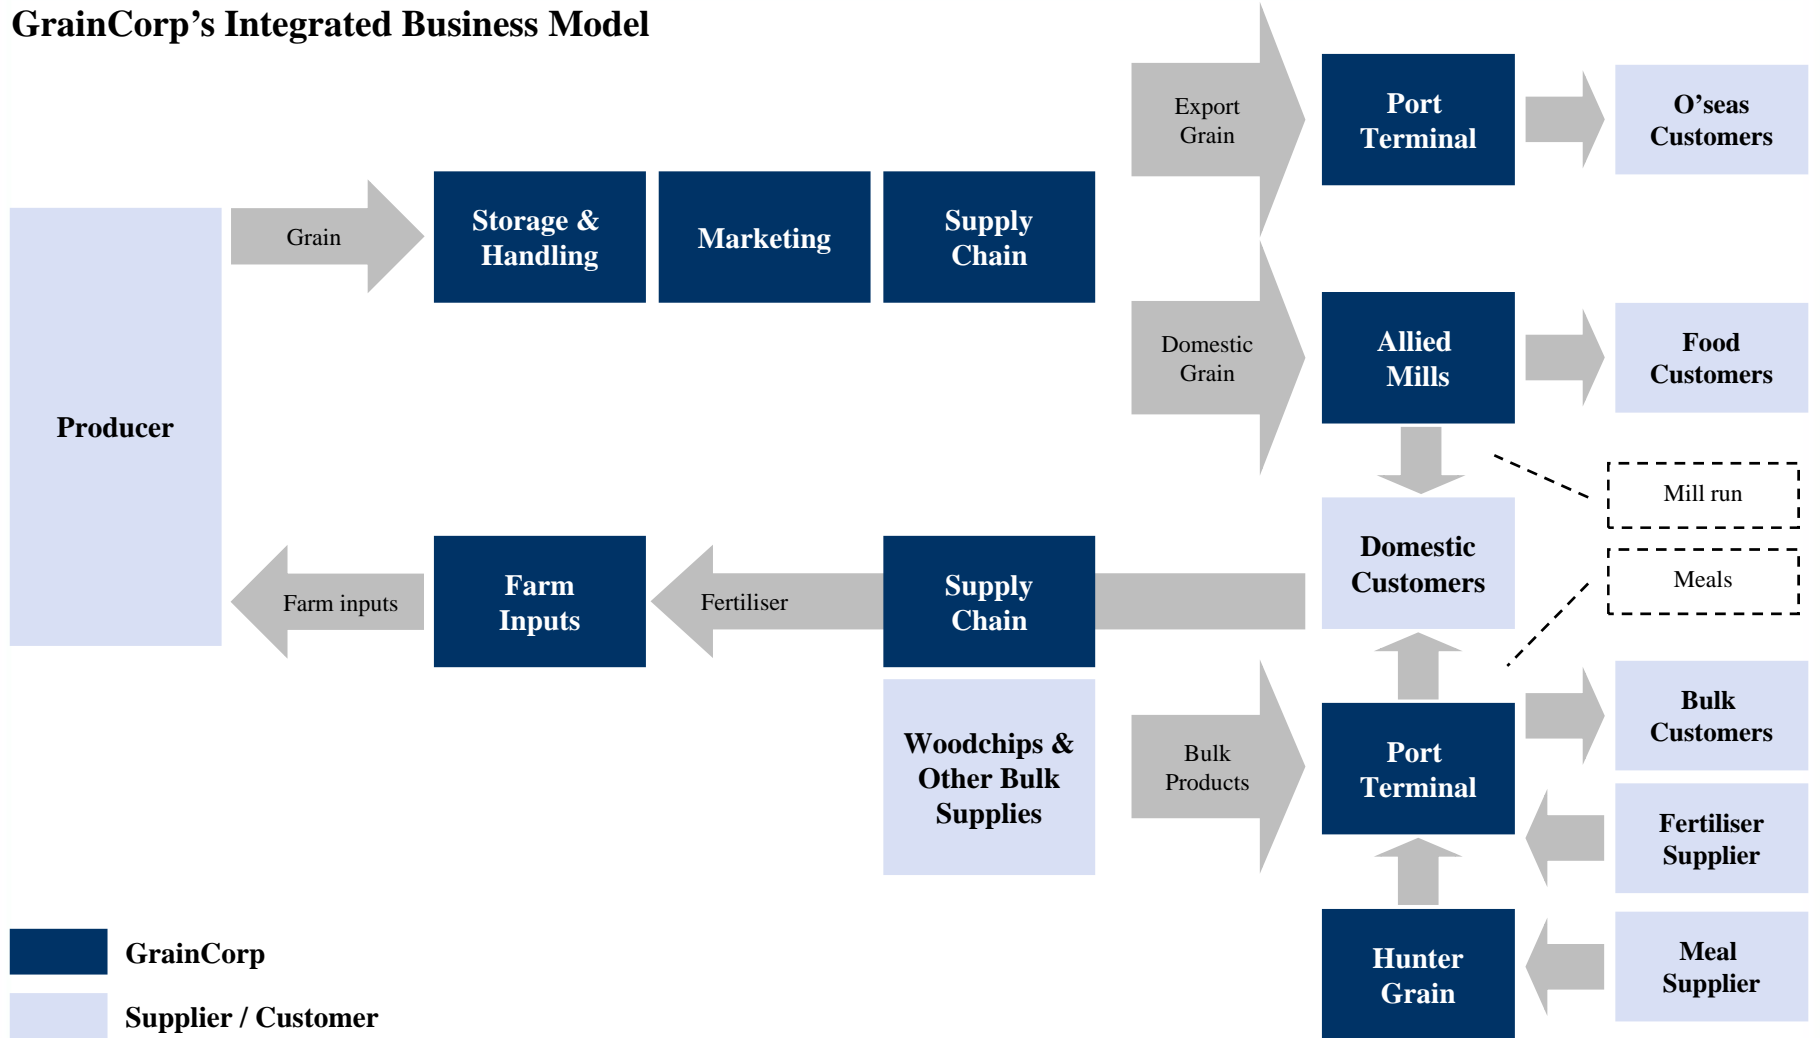 GrainCorp’s Integrated Business Model
Export
Grain
Port
Terminal
O’seas
Customers
Grain
Storage &
Handling
Marketing
Supply
Chain
Domestic
Grain
Allied
Mills
Food
Customers
Producer
Mill run
Domestic
Customers
Meals
Farm inputs
Farm
Inputs
Fertiliser
Supply
Chain
Woodchips &
Other Bulk
Supplies
Bulk
Products
Port
Terminal
Bulk
Customers
Fertiliser
Supplier
Hunter
Grain
Meal
Supplier
GrainCorp
Supplier / Customer